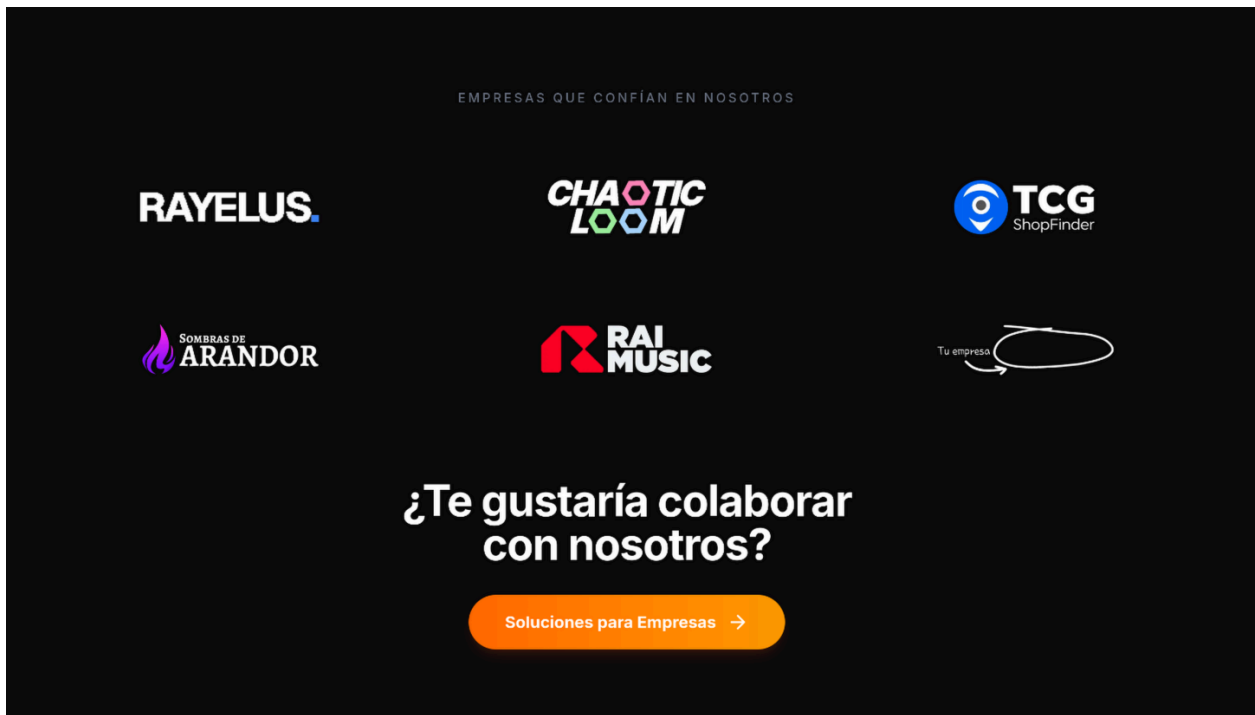 EMPRESAS QUE CONFÍAN EN NOSOTROS
RAYELUS.
CHAOTIC
LOOM
TCG
ShopFinder
SOMBRAS DE
ARANDOR
RAI
MUSIC
Tu empresa
¿Te gustaría colaborar
con nosotros?
Soluciones para Empresas →